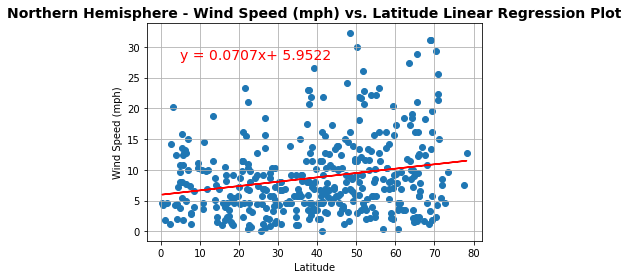 Northern Hemisphere - Wind Speed (mph) vs. Latitude Linear Regression Plot
y = 0.0707x+ 5.9522
Wind Speed (mph)
30
25
20
15
10
5
0
0 10 20 30 40 50 60 70 80
Latitude